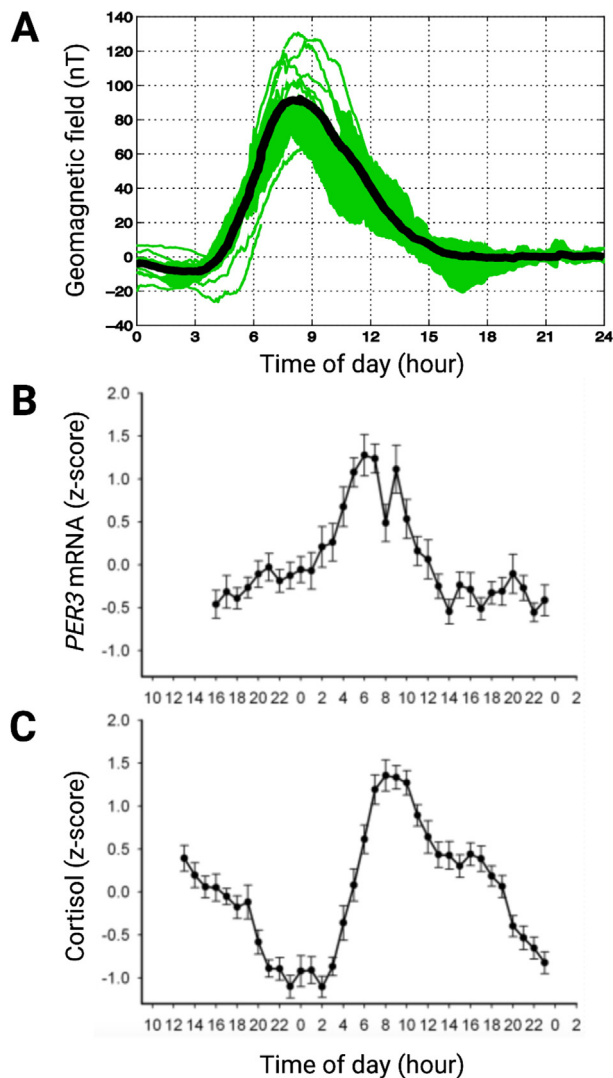 A
Geomagnetic field (nT)
140
120
100
80
60
40
20
0
−20
−40
0 3 6 9 12 15 18 21 24
Time of day (hour)
B
PER3 mRNA (z-score)
2.0
1.5
1.0
0.5
0.0
-0.5
-1.0
10 12 14 16 18 20 22 0 2 4 6 8 10 12 14 16 18 20 22 0 2
C
Cortisol (z-score)
2.0
1.5
1.0
0.5
0.0
-0.5
-1.0
10 12 14 16 18 20 22 0 2 4 6 8 10 12 14 16 18 20 22 0 2
Time of day (hour)